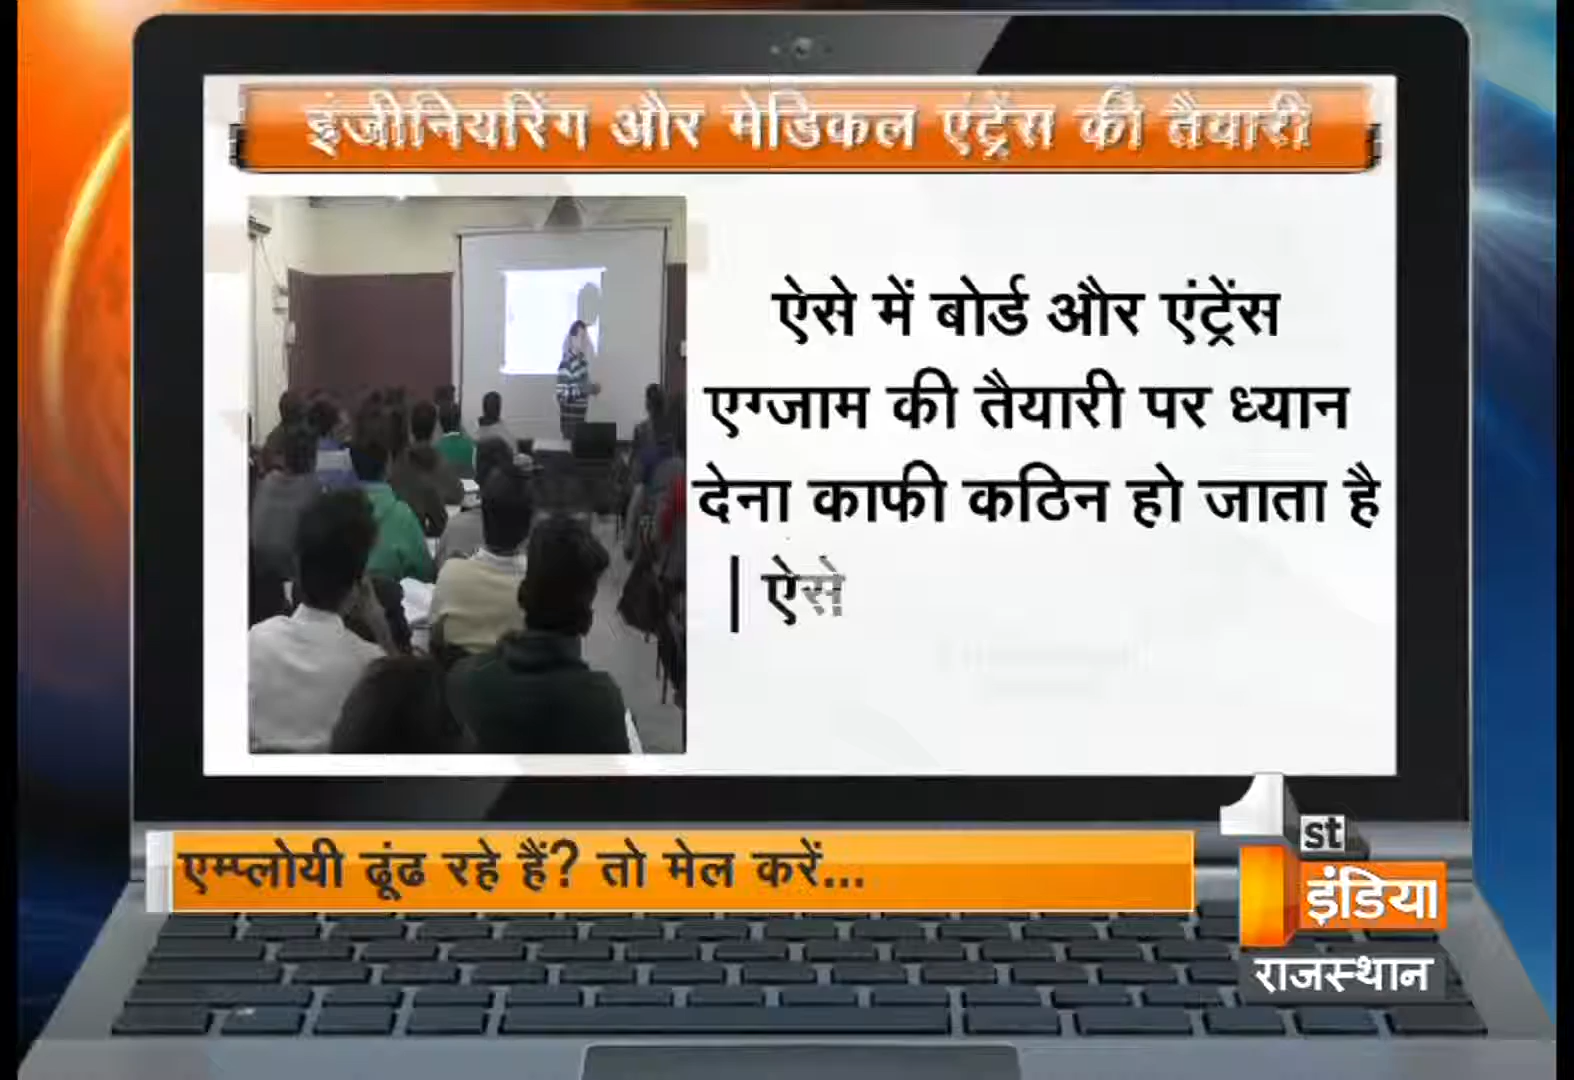 इंजीनियरिंग और मेडिकल एंट्रेंस की तैयारी
ऐसे में बोर्ड और एंट्रेंस
एग्जाम की तैयारी पर ध्यान
देना काफी कठिन हो जाता है
| ऐसे
एम्प्लोयी ढूंढ रहे हैं? तो मेल करें...
1st
इंडिया
राजस्थान